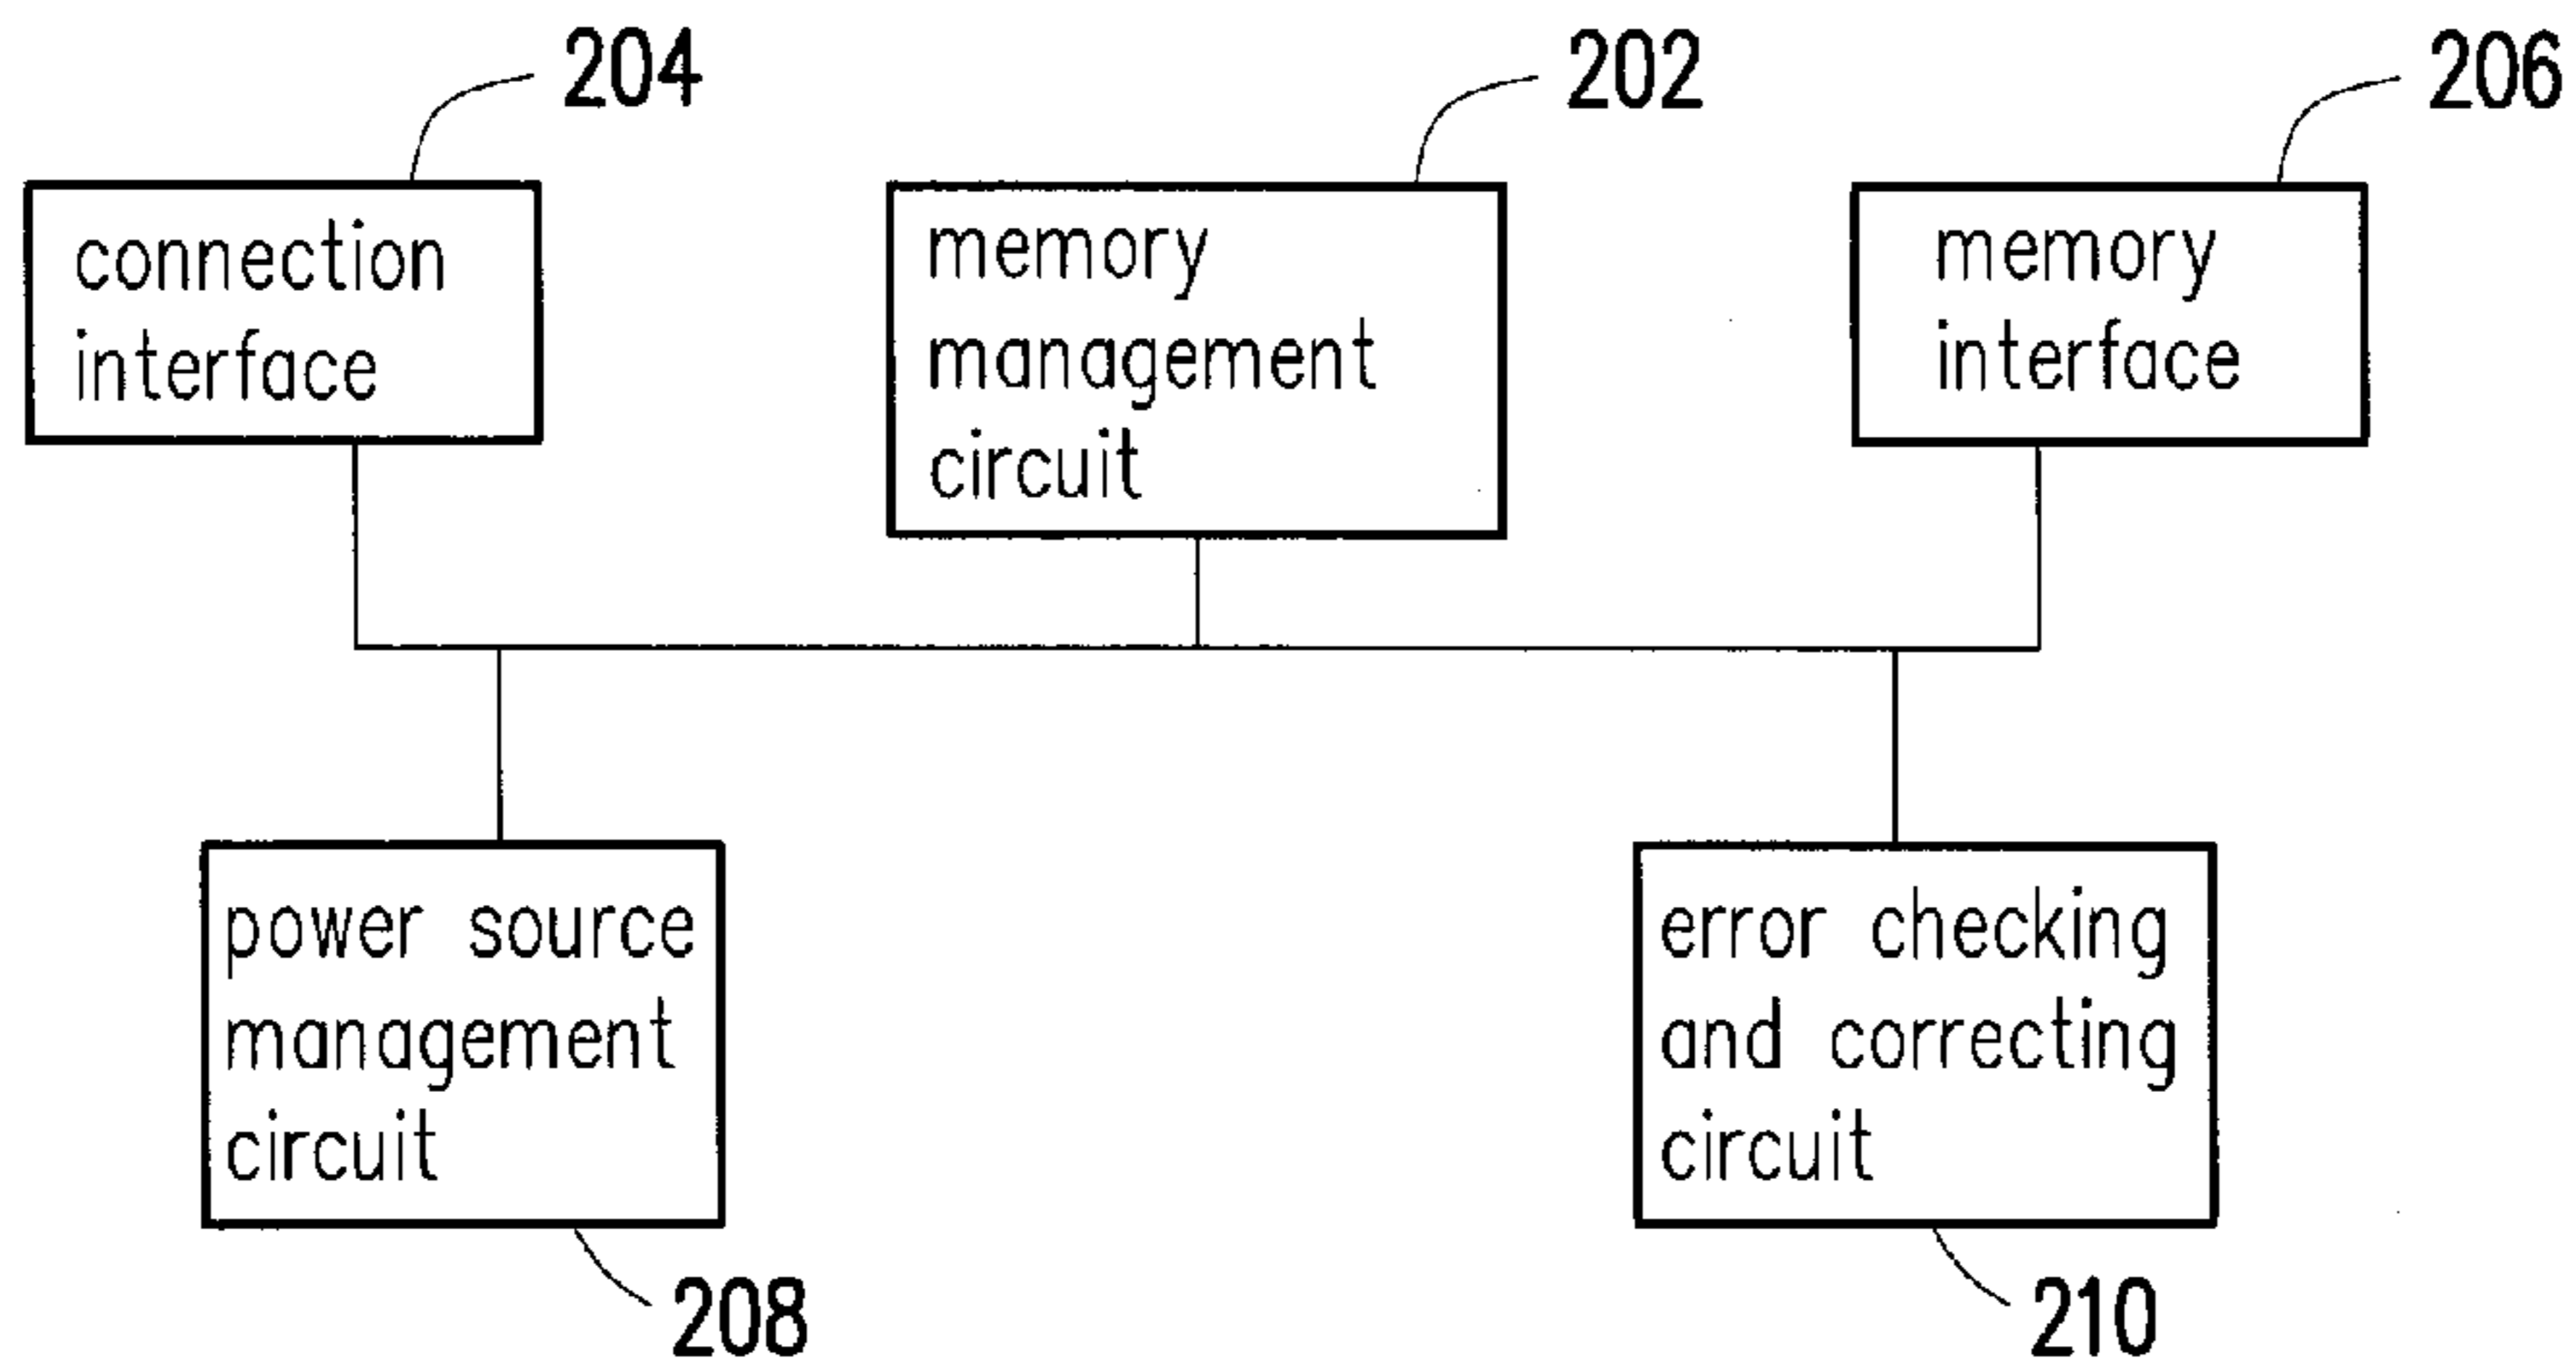 204
202
206
connection
interface
memory
management
circuit
memory
interface
power source
management
circuit
error checking
and correcting
circuit
208
210